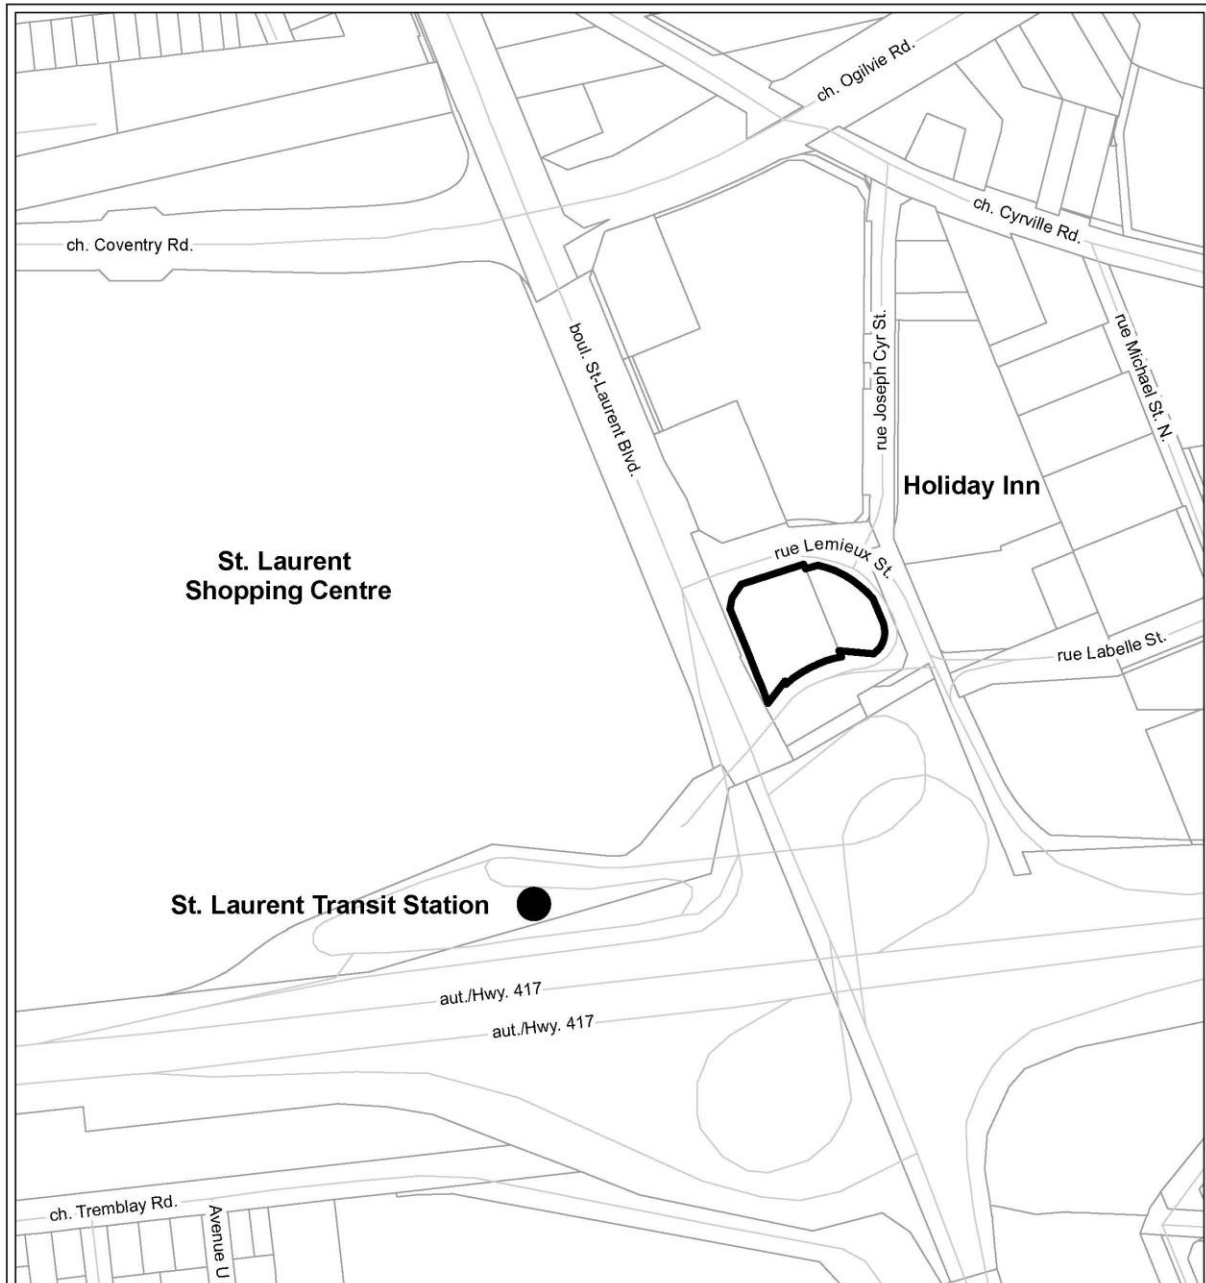 ch. Ogilvie Rd.
ch. Cyrville Rd.
ch. Coventry Rd.
boul. St-Laurent Blvd.
rue Joseph Cyr St.
rue Michael St. N.
Holiday Inn
rue Lemieux St.
St. Laurent
Shopping Centre
rue Labelle St.
St. Laurent Transit Station
aut./Hwy. 417
aut./Hwy. 417
ch. Tremblay Rd.
Avenue U